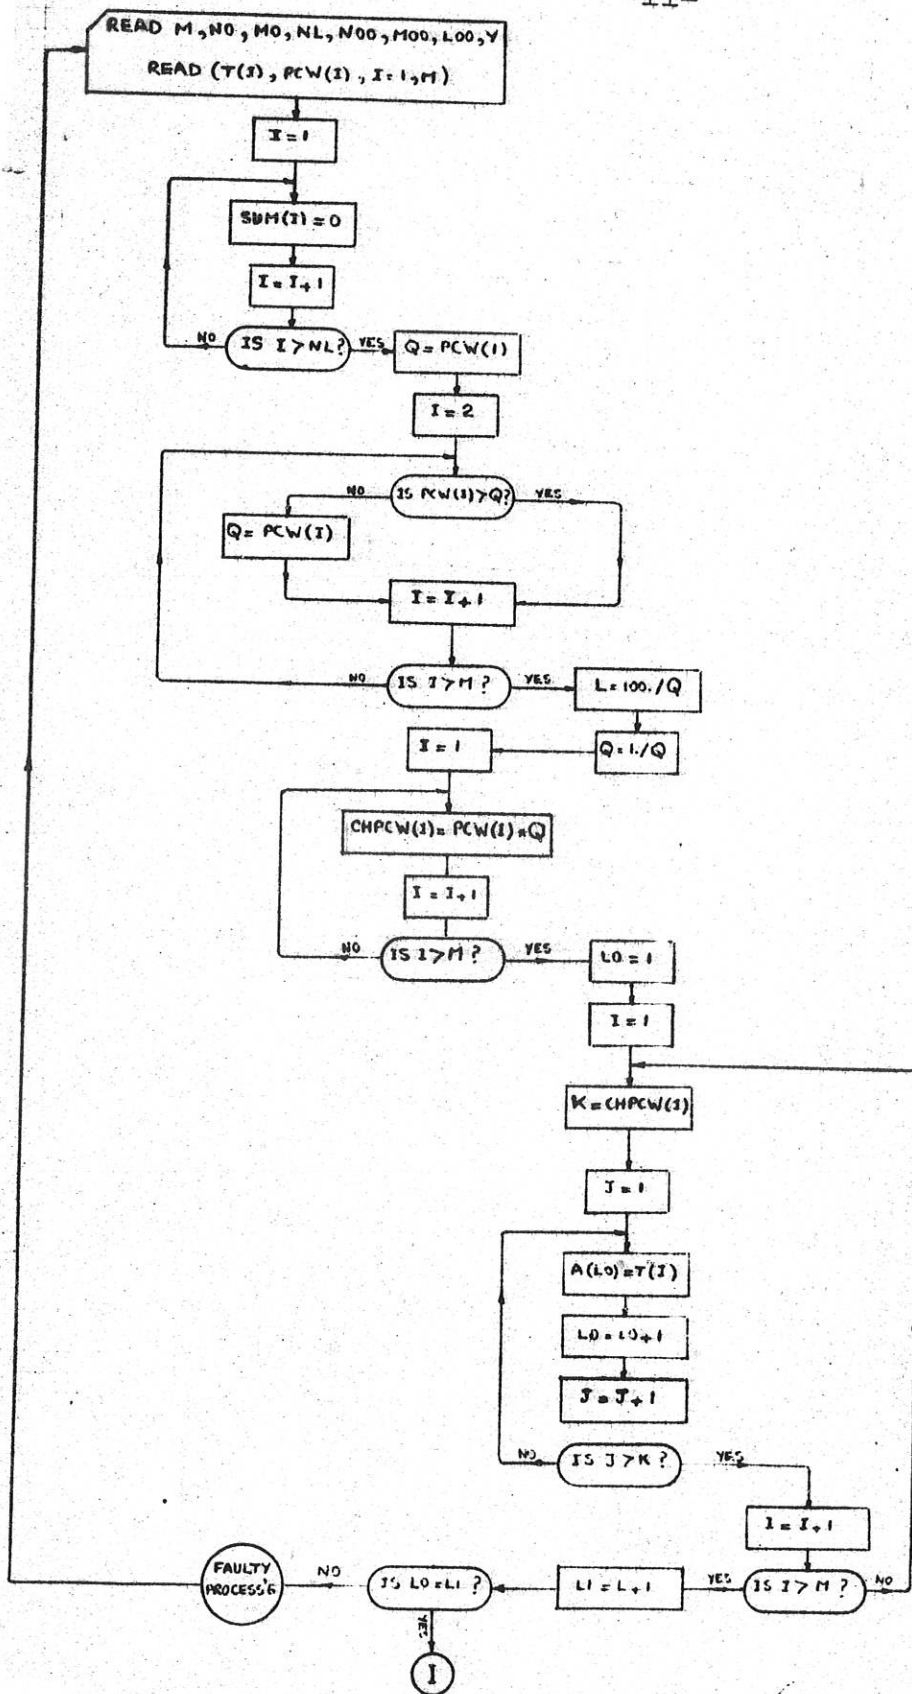 II-
READ M,NO,MO,NL,NOO,MOO,LOO,Y
READ (T(I), PCW(I), I=1,M)
I=1
SUM(I)=0
I=I+1
IS I>NL?
NO
YES
Q=PCW(1)
I=2
IS PCW(I)>Q?
NO
YES
Q=PCW(I)
I=I+1
IS I>M?
NO
YES
L=100./Q
Q=1./Q
I=1
CHPCW(I)=PCW(I)*Q
I=I+1
IS I>M?
NO
YES
LO=1
I=1
K=CHPCW(I)
J=1
A(LO)=T(I)
LO=LO+1
J=J+1
IS J>K?
NO
YES
I=I+1
IS I>M?
NO
YES
L1=L+1
IS LO=L1?
NO
FAULTY
PROCESS'G
YES
I